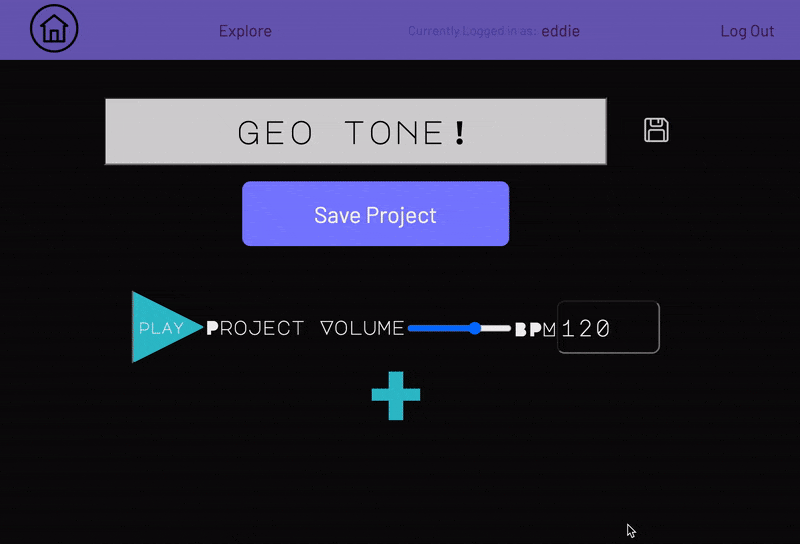 Explore Currently Logged in as: eddie Log Out
GEO TONE!
Save Project
PLAY PROJECT VOLUME BPM 120